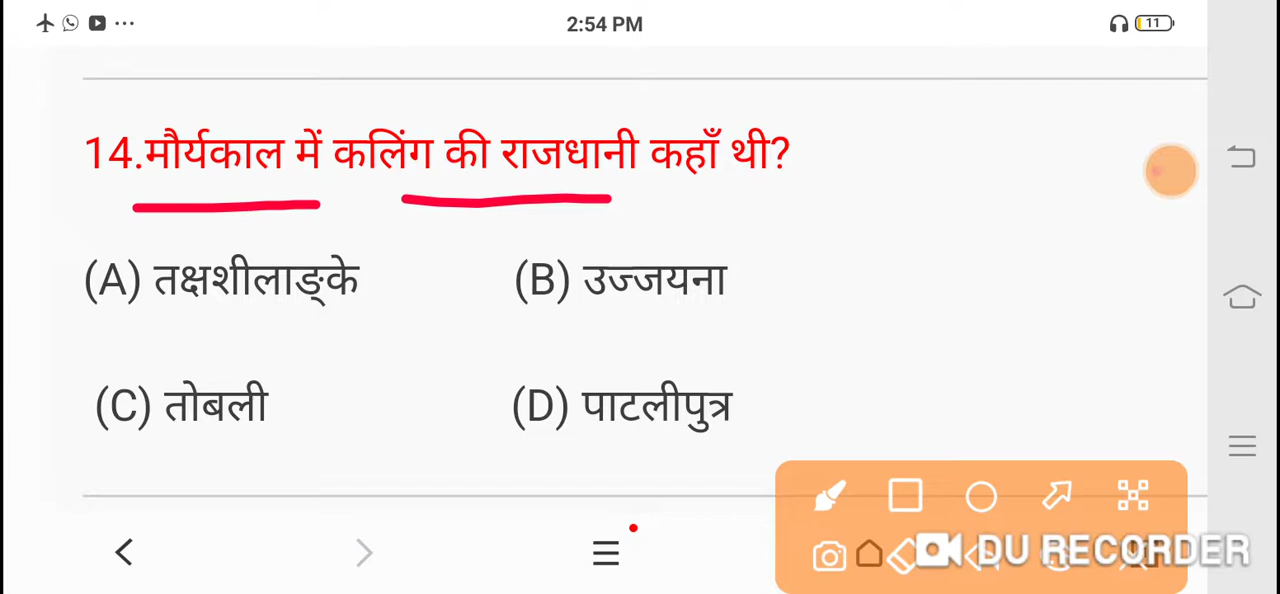 2:54 PM
11
14.मौर्यकाल में कलिंग की राजधानी कहाँ थी?
(A) तक्षशीलाङ्के (B) उज्जयना
(C) तोबली (D) पाटलीपुत्र
DU RECORDER